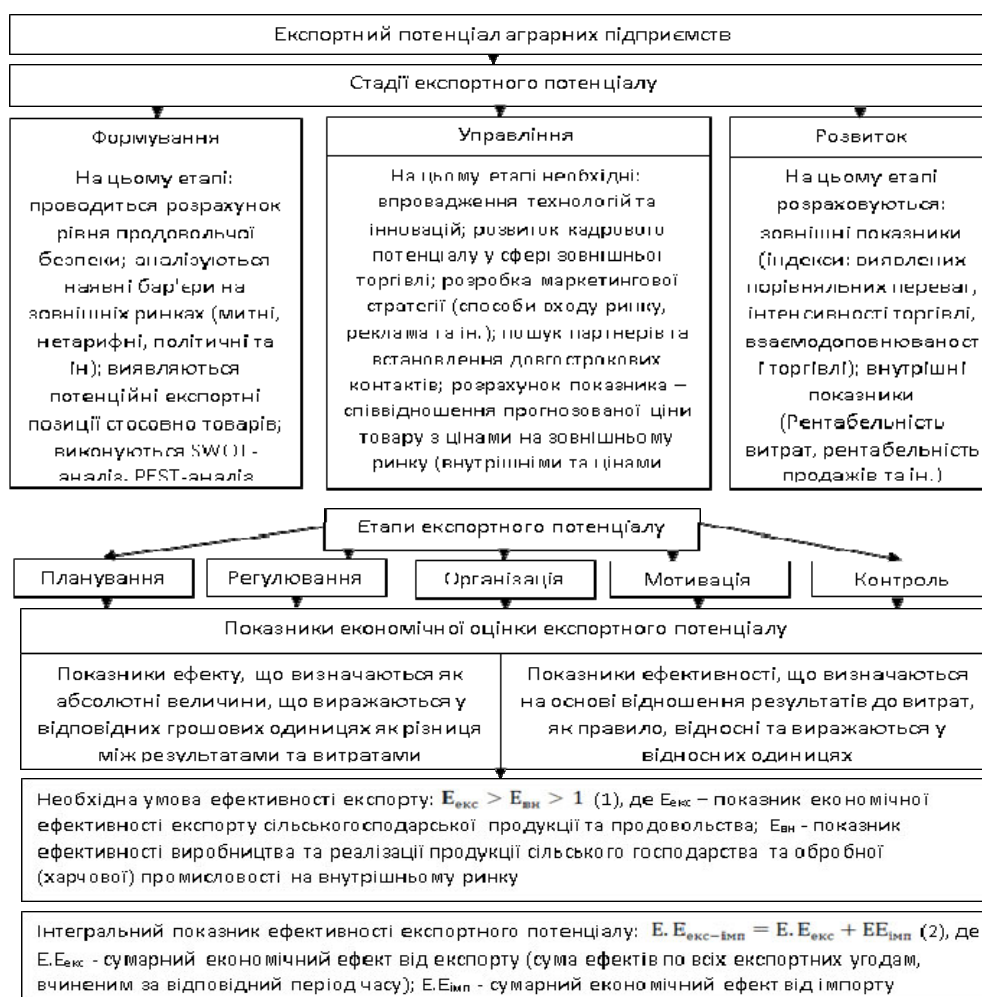 Експортний потенціал аграрних підприємств
Стадії експортного потенціалу
Формування
На цьому етапі:
проводиться розрахунок
рівня продовольчої
безпеки; аналізуються
наявні бар'єри на
зовнішніх ринках (митні,
нетарифні, політичні та
ін); виявляються
потенційні експортні
позиції стосовно товарів;
виконуються SWOT-
аналіз, PEST-аналіз
Управління
На цьому етапі необхідні:
впровадження технологій та
інновацій; розвиток кадрового
потенціалу у сфері зовнішньої
торгівлі; розробка маркетингової
стратегії (способи входу ринку,
реклама та ін.); пошук партнерів та
встановлення довгострокових
контактів; розрахунок показника –
співвідношення прогнозованої ціни
товару з цінами на зовнішньому
ринку (внутрішніми та цінами
Розвиток
На цьому етапі
розраховуються:
зовнішні показники
(індекси: виявлених
порівняльних переваг,
інтенсивності торгівлі,
взаємодоповнюваност
і торгівлі); внутрішні
показники
(Рентабельність
витрат, рентабельність
продажів та ін.)
Етапи експортного потенціалу
Планування
Регулювання
Організація
Мотивація
Контроль
Показники економічної оцінки експортного потенціалу
Показники ефекту, що визначаються як
абсолютні величини, що виражаються у
відповідних грошових одиницях як різниця
між результатами та витратами
Показники ефективності, що визначаються
на основі відношення результатів до витрат,
як правило, відносні та виражаються у
відносних одиницях
Необхідна умова ефективності експорту: Eекс > Eвн > 1 (1), де Eекс – показник економічної
ефективності експорту сільськогосподарської продукції та продовольства; Eвн - показник
ефективності виробництва та реалізації продукції сільського господарства та обробної
(харчової) промисловості на внутрішньому ринку
Інтегральний показник ефективності експортного потенціалу: E. Eекс−імп = E. Eекс + EEімп (2), де
E.Eекс - сумарний економічний ефект від експорту (сума ефектів по всіх експортних угодам,
вчиненим за відповідний період часу); E.Eімп - сумарний економічний ефект від імпорту